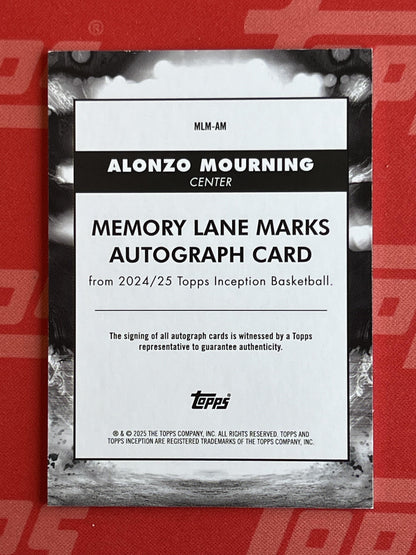 MLM-AM
ALONZO MOURNING
CENTER
MEMORY LANE MARKS
AUTOGRAPH CARD
from 2024/25 Topps Inception Basketball.
The signing of all autograph cards is witnessed by a Topps
representative to guarantee authenticity.
Topps
® & © 2025 THE TOPPS COMPANY, INC. ALL RIGHTS RESERVED. TOPPS AND
TOPPS INCEPTION ARE REGISTERED TRADEMARKS OF THE TOPPS COMPANY, INC.